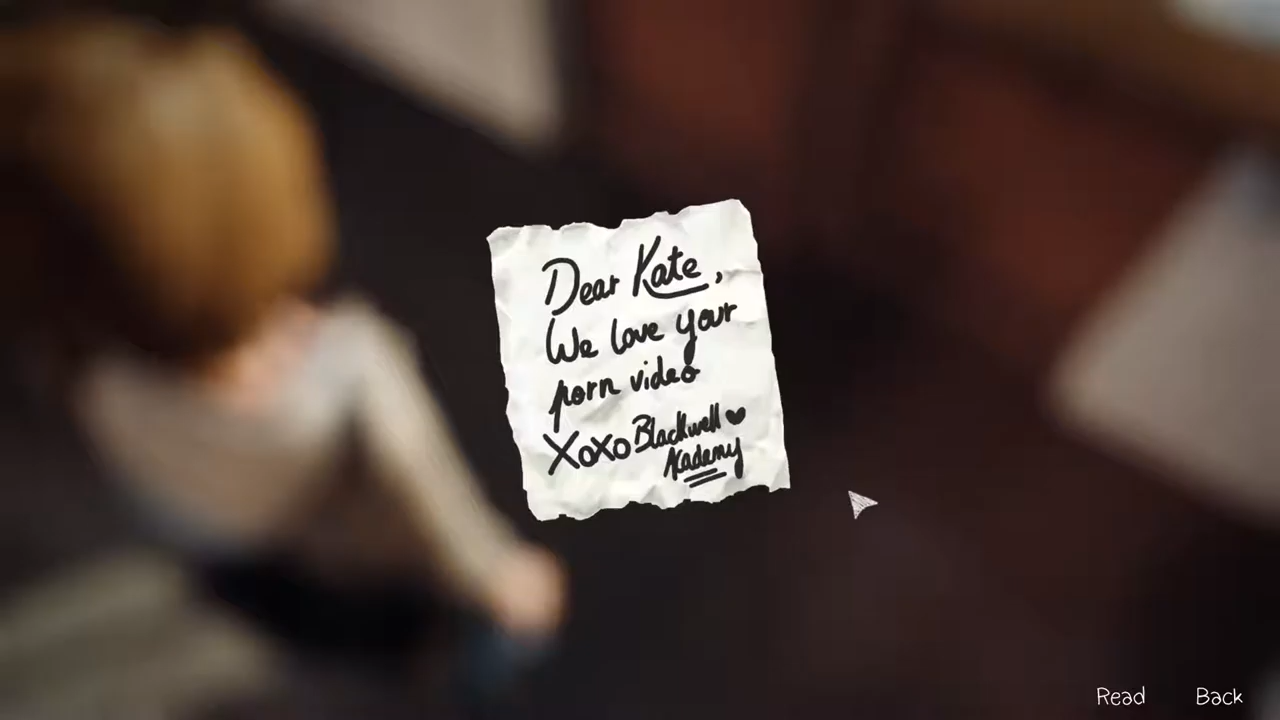 Dear Kate,
We love your
porn video
XoXo Blackwell
Academy
Read Back